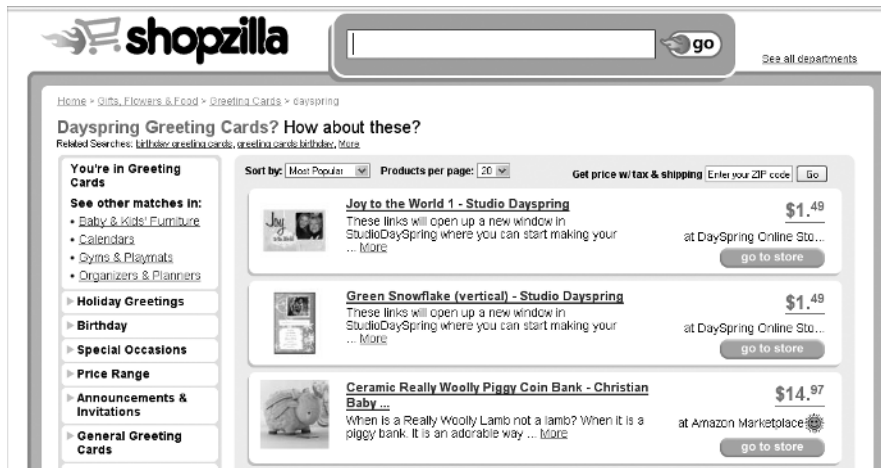 shopzilla
go
See all departments
Home > Gifts, Flowers & Food > Greeting Cards > dayspring
Dayspring Greeting Cards? How about these?
Related Searches: birthday greeting cards, greeting cards birthday, More
You're in Greeting
Cards
See other matches in:
• Baby & Kids' Furniture
• Calendars
• Gyms & Playmats
• Organizers & Planners
Holiday Greetings
Birthday
Special Occasions
Price Range
Announcements &
Invitations
General Greeting
Cards
Sort by: Most Popular Products per page: 20 Get price w/ tax & shipping Enter your ZIP code Go
Joy to the World 1 - Studio Dayspring
These links will open up a new window in
StudioDaySpring where you can start making your
... More
Joy
$1.49
at DaySpring Online Sto...
go to store
Green Snowflake (vertical) - Studio Dayspring
These links will open up a new window in
StudioDaySpring where you can start making your
... More
$1.49
at DaySpring Online Sto...
go to store
Ceramic Really Woolly Piggy Coin Bank - Christian
Baby ...
When is a Really Woolly Lamb not a lamb? When it is a
piggy bank. It is an adorable way ... More
$14.97
at Amazon Marketplace
go to store